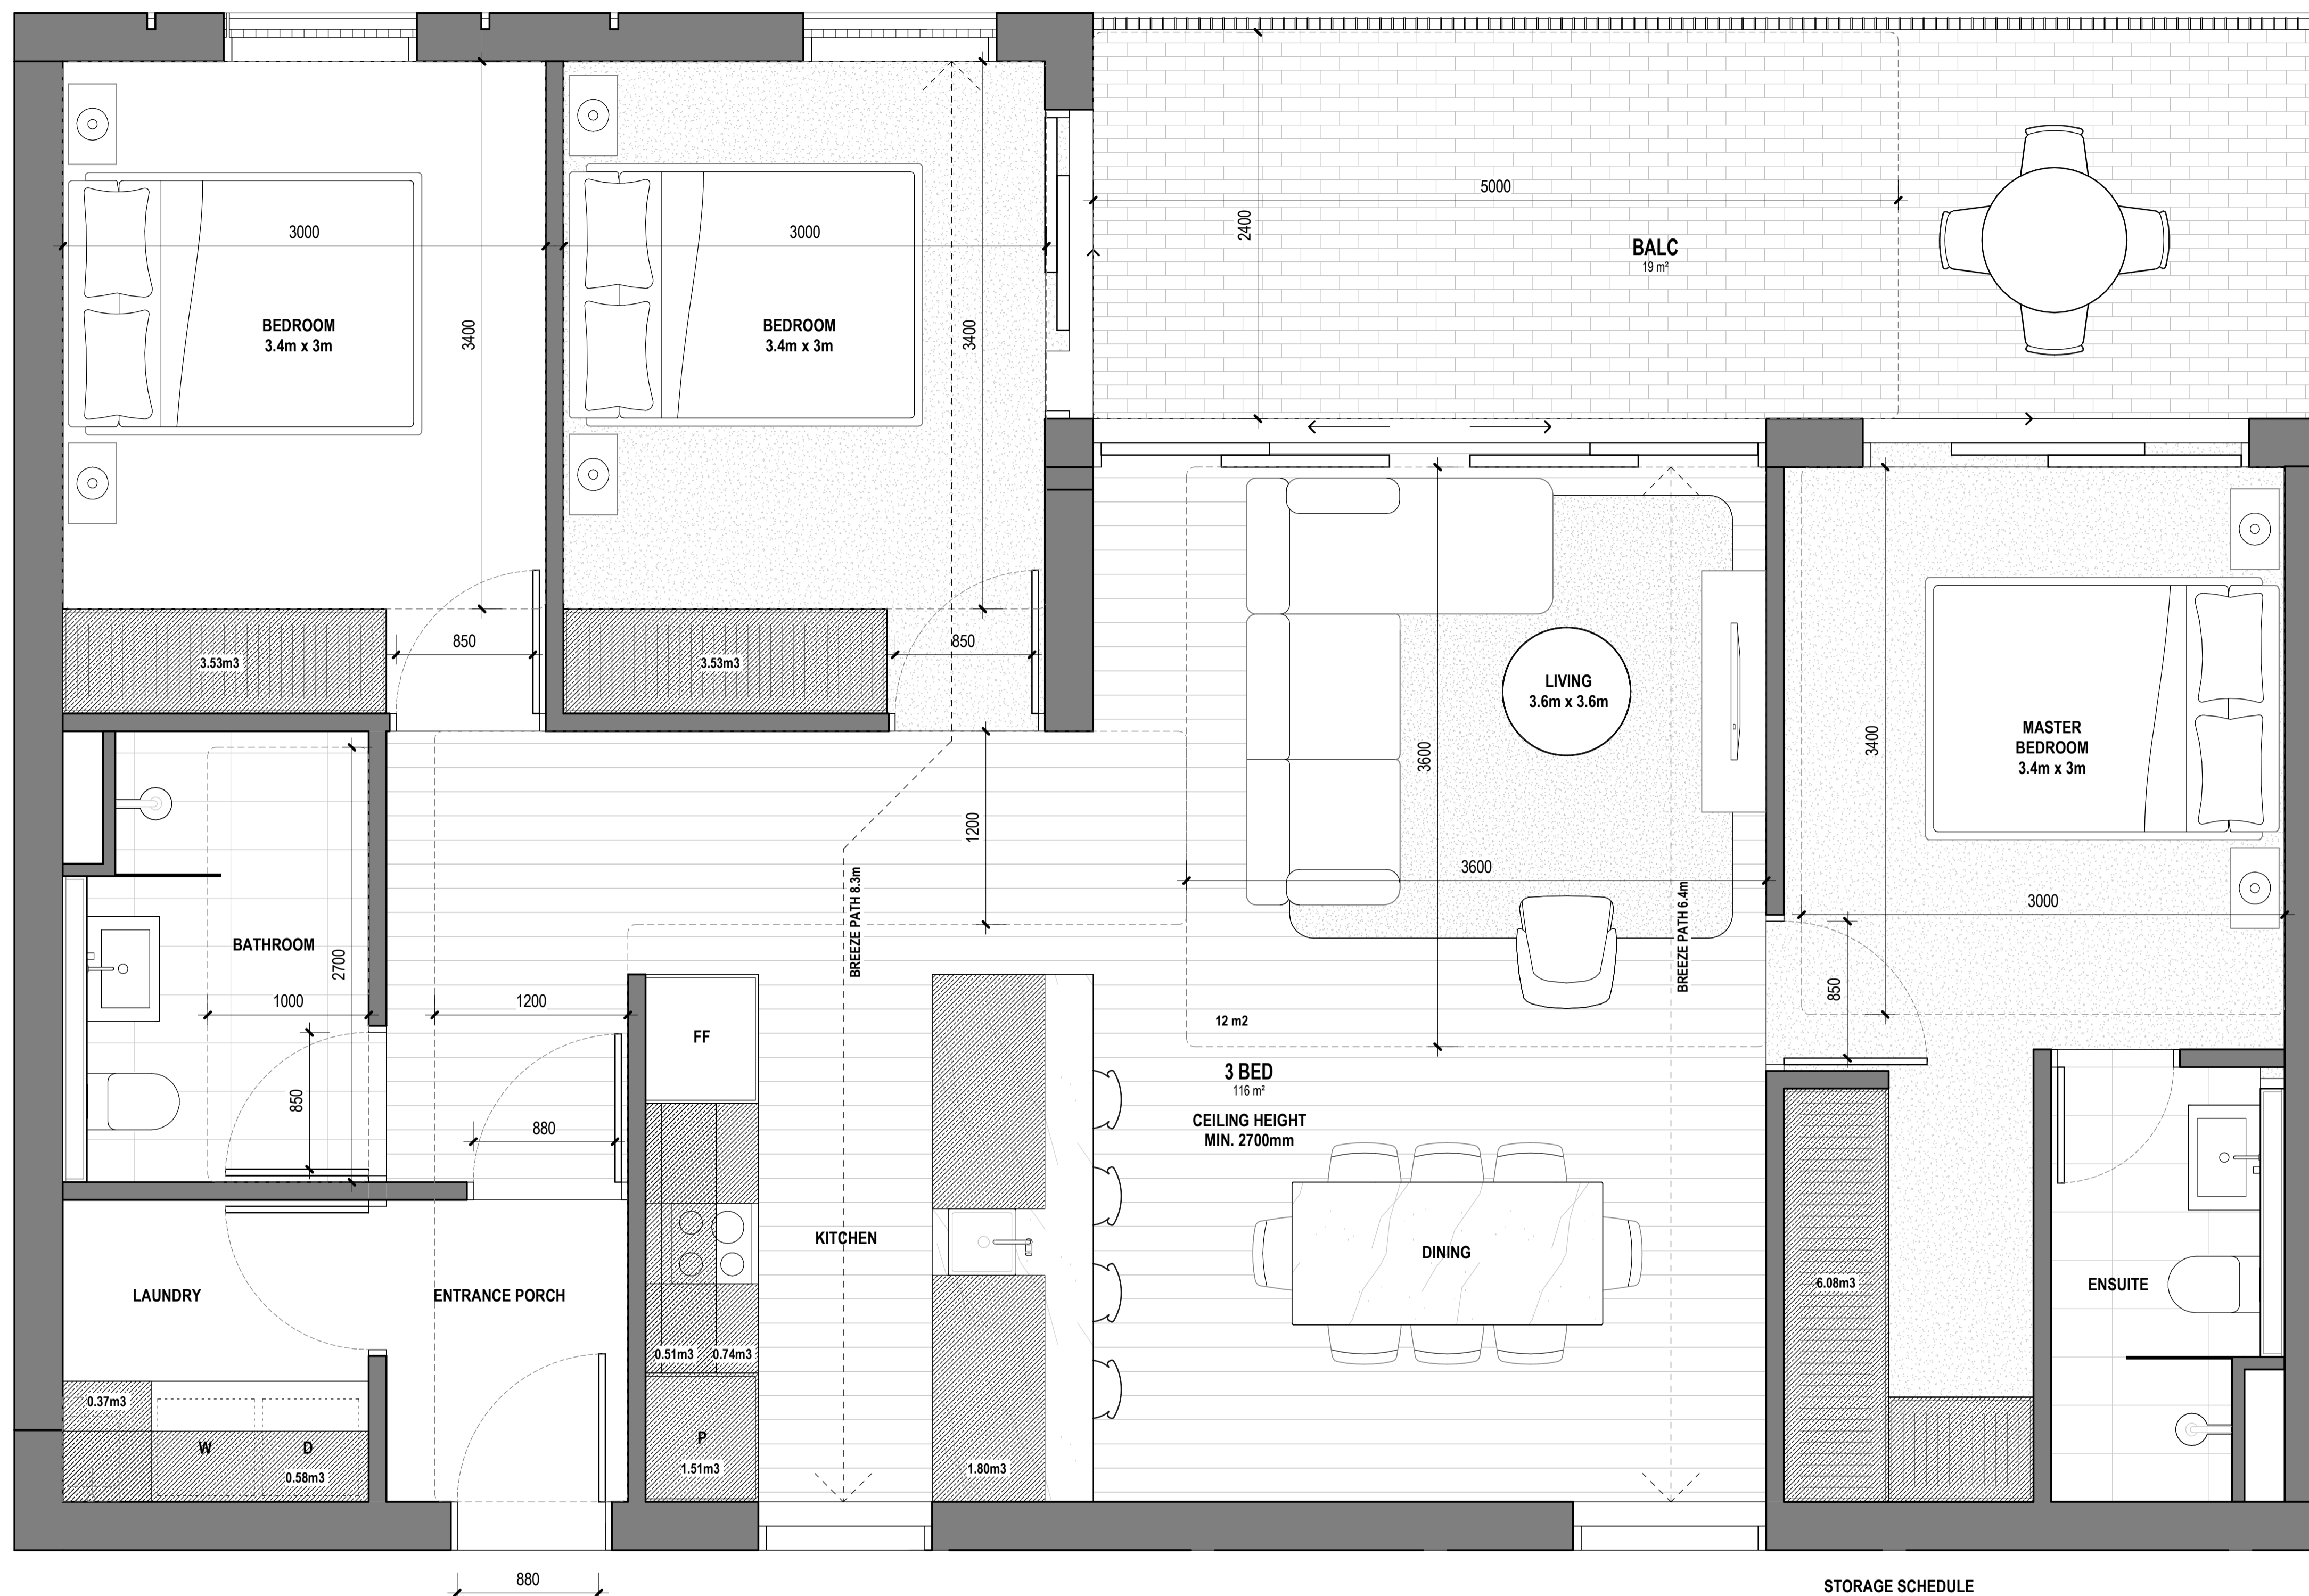 3000
3000
5000
2400
BALC
19 m²
BEDROOM
3.4m x 3m
3400
BEDROOM
3.4m x 3m
3400
850
850
3.53m3
3.53m3
LIVING
3.6m x 3.6m
3600
MASTER
BEDROOM
3.4m x 3m
3400
1200
3600
3000
BREEZE PATH 8.3m
BREEZE PATH 6.4m
BATHROOM
2700
1000
1200
850
850
FF
12 m2
3 BED
116 m²
CEILING HEIGHT
MIN. 2700mm
880
KITCHEN
DINING
LAUNDRY
ENTRANCE PORCH
6.08m3
ENSUITE
0.51m3
0.74m3
0.37m3
W
D
0.58m3
P
1.51m3
1.80m3
880
STORAGE SCHEDULE